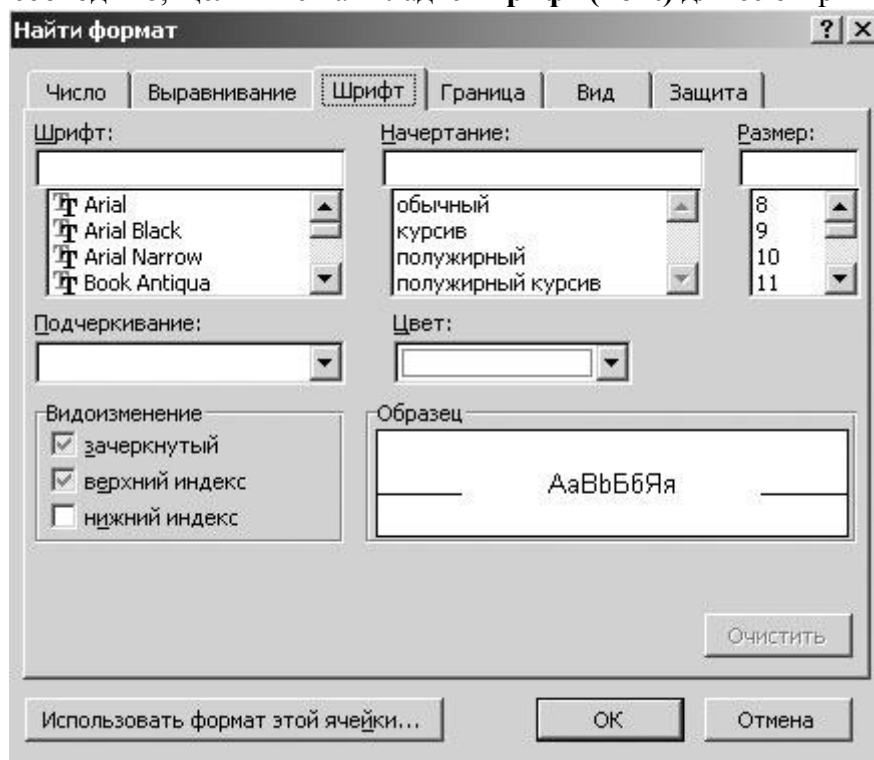 Найти формат
Число Выравнивание Шрифт Граница Вид Защита
Шрифт: Начертание: Размер:
Arial обычный 8
Arial Black курсив 9
Arial Narrow полужирный 10
Book Antiqua полужирный курсив 11
Подчеркивание: Цвет:
Видоизменение Образец
зачеркнутый
верхний индекс АаBbБбЯя
нижний индекс
Очистить
Использовать формат этой ячейки... ОК Отмена